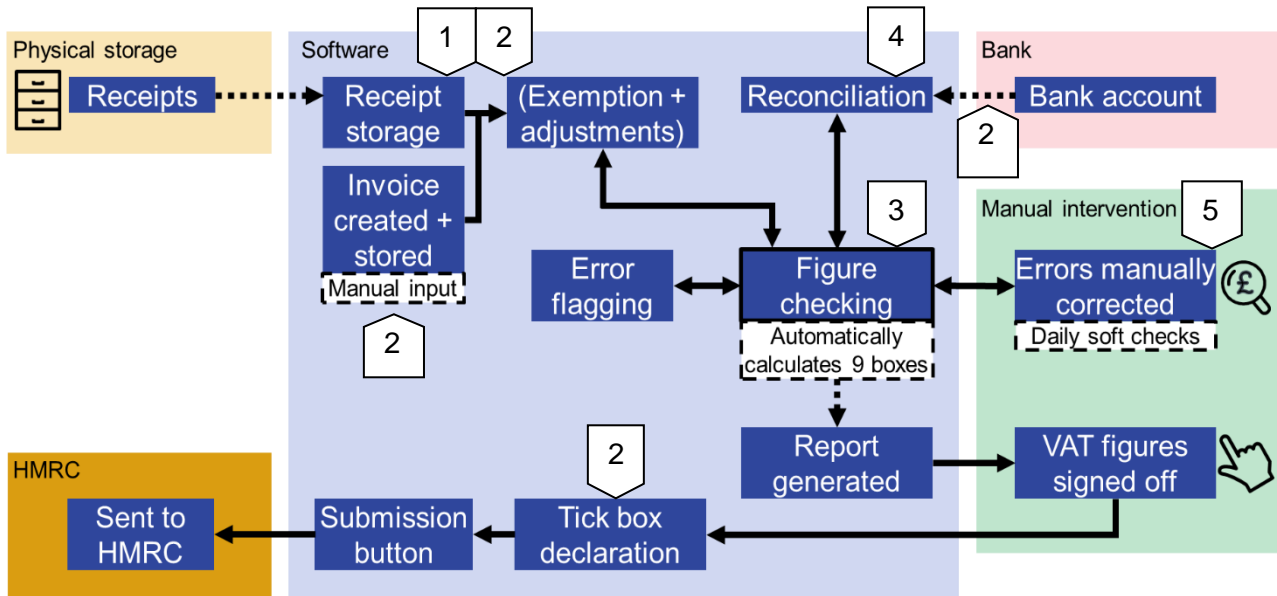 Physical storage
Receipts
Software
1
2
Receipt
storage
(Exemption +
adjustments)
4
Reconciliation
Bank
Bank account
2
Invoice
created +
stored
Manual input
2
Error
flagging
3
Figure
checking
Automatically
calculates 9 boxes
Manual intervention
5
Errors manually
corrected
£
Daily soft checks
Report
generated
VAT figures
signed off
2
Tick box
declaration
Submission
button
HMRC
Sent to
HMRC